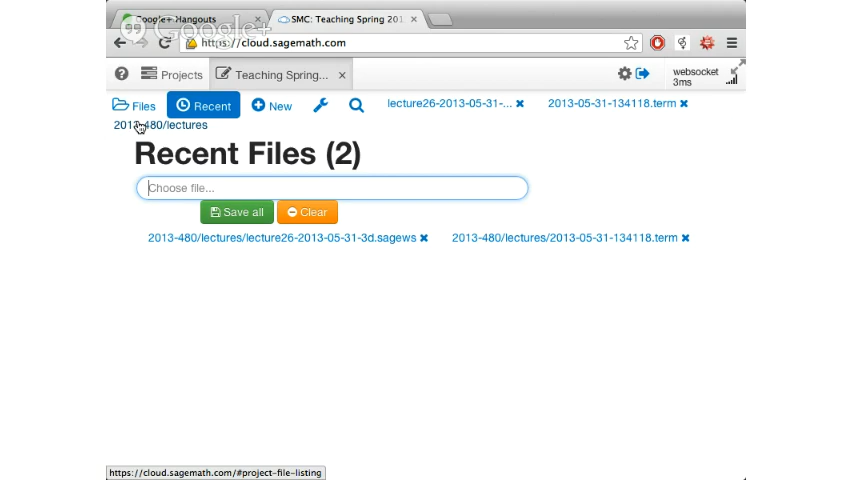 Google+ Hangouts
SMC: Teaching Spring 201
Google+
https://cloud.sagemath.com
Projects
Teaching Spring...
websocket
3ms
Files
Recent
New
lecture26-2013-05-31-...
2013-05-31-134118.term
2013-480/lectures
Recent Files (2)
Choose file...
Save all
Clear
2013-480/lectures/lecture26-2013-05-31-3d.sagews
2013-480/lectures/2013-05-31-134118.term
https://cloud.sagemath.com/#project-file-listing